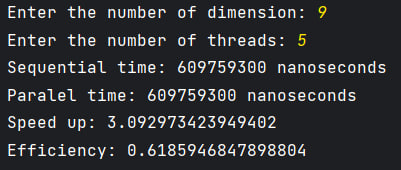 Enter the number of dimension: 9
Enter the number of threads: 5
Sequential time: 609759300 nanoseconds
Paralel time: 609759300 nanoseconds
Speed up: 3.092973423949402
Efficiency: 0.6185946847898804